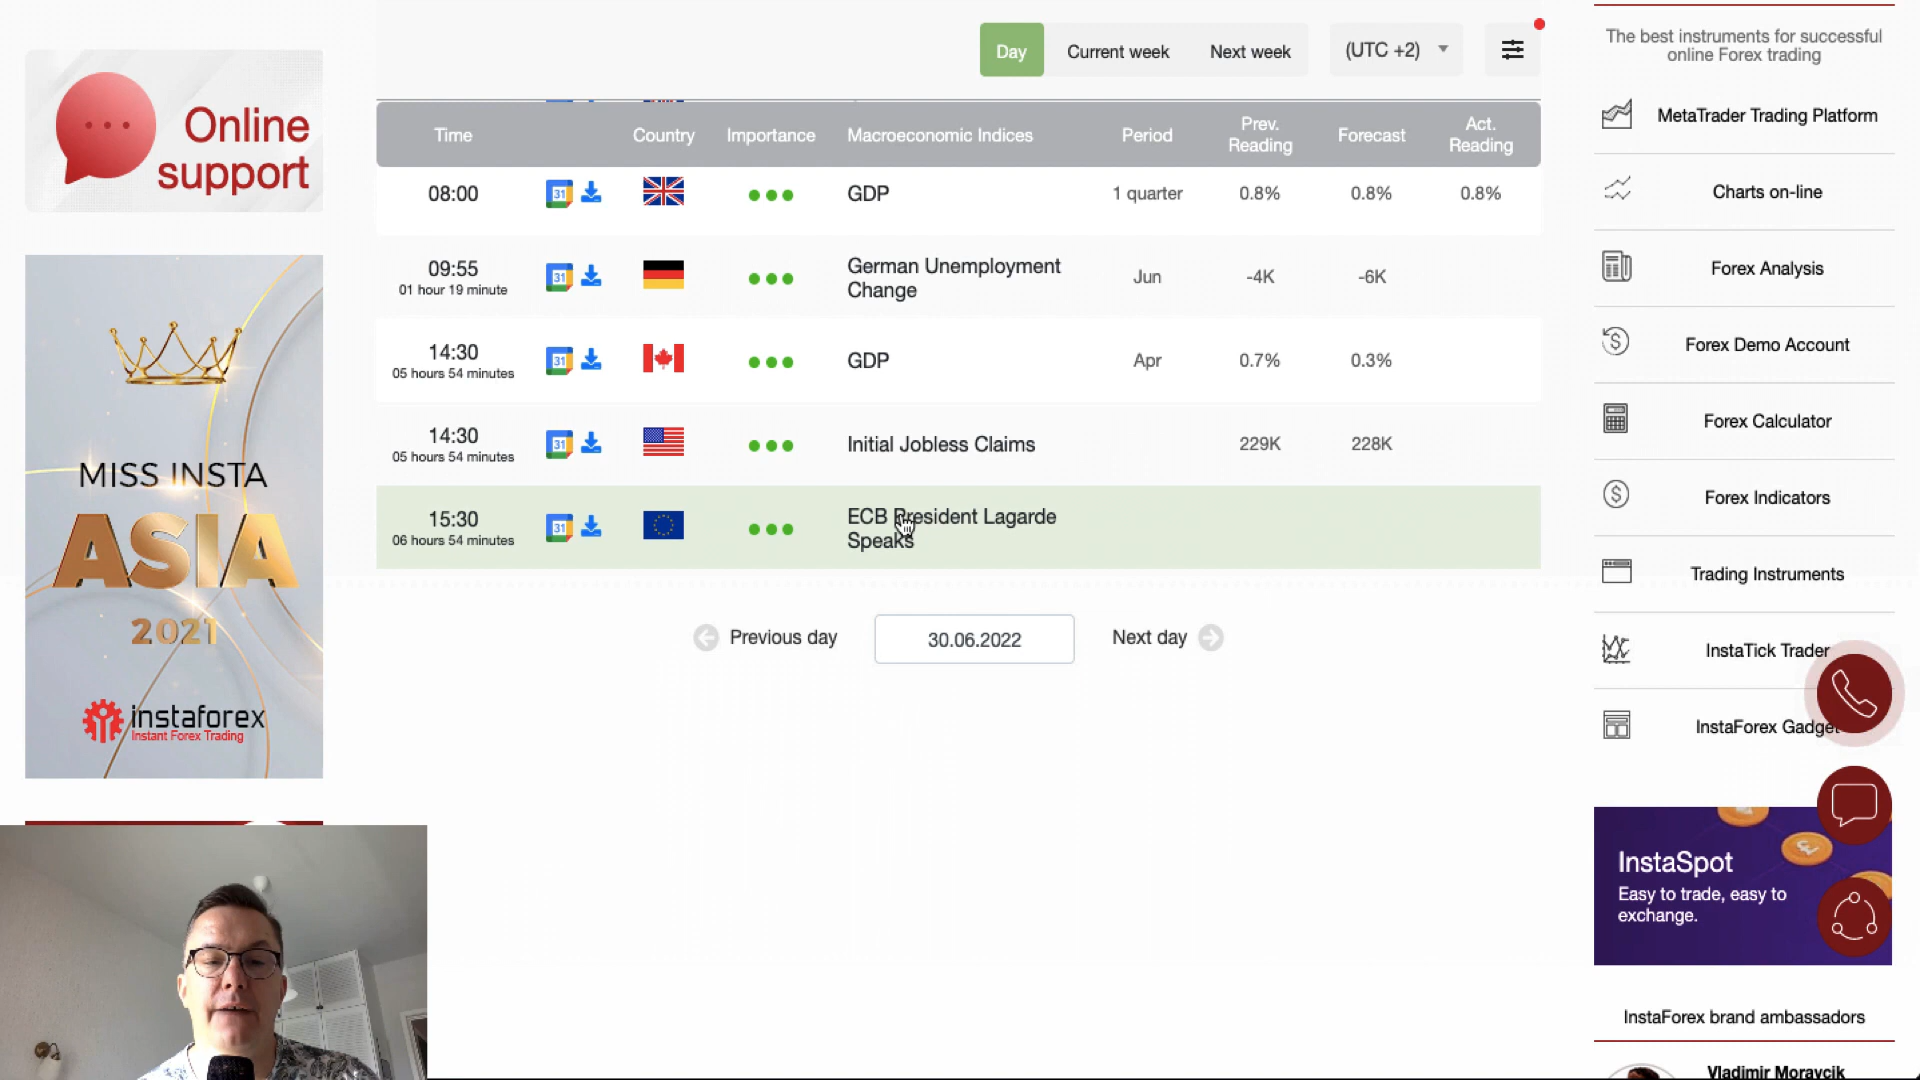 Day
Current week
Next week
(UTC +2)
Online
support
Time
Country
Importance
Macroeconomic Indices
Period
Prev.
Reading
Forecast
Act.
Reading
08:00
31
GDP
1 quarter
0.8%
0.8%
0.8%
09:55
01 hour 19 minute
31
German Unemployment
Change
Jun
-4K
-6K
14:30
05 hours 54 minutes
31
GDP
Apr
0.7%
0.3%
14:30
05 hours 54 minutes
31
Initial Jobless Claims
229K
228K
15:30
06 hours 54 minutes
31
ECB President Lagarde
Speaks
Previous day
30.06.2022
Next day
MISS INSTA
ASIA
2021
instaforex
Instant Forex Trading
The best instruments for successful
online Forex trading
MetaTrader Trading Platform
Charts on-line
Forex Analysis
Forex Demo Account
Forex Calculator
Forex Indicators
Trading Instruments
InstaTick Trader
InstaForex Gadget
InstaSpot
Easy to trade, easy to
exchange.
InstaForex brand ambassadors
Vladimir Moravcik